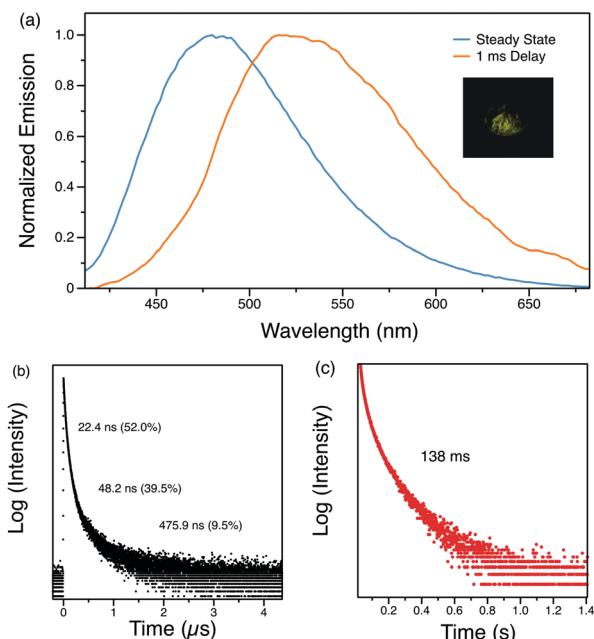 (a)
Steady State
1 ms Delay
Normalized Emission
1.0
0.8
0.6
0.4
0.2
0
450
500
550
600
650
Wavelength (nm)
(b)
22.4 ns (52.0%)
48.2 ns (39.5%)
475.9 ns (9.5%)
Log (Intensity)
0
1
2
3
4
Time (µs)
(c)
138 ms
Log (Intensity)
0.2
0.4
0.6
0.8
1.0
1.2
1.4
Time (s)